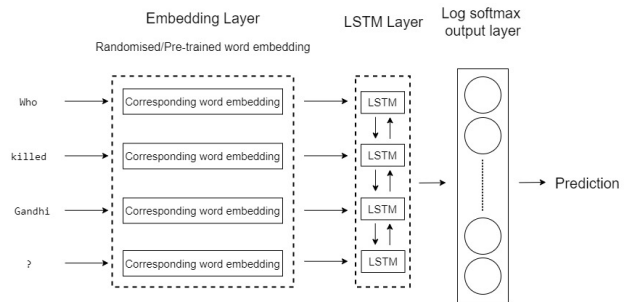 Embedding Layer
Randomised/Pre-trained word embedding
LSTM Layer
Log softmax
output layer
Who
Corresponding word embedding
LSTM
killed
Corresponding word embedding
LSTM
Prediction
Gandhi
Corresponding word embedding
LSTM
?
Corresponding word embedding
LSTM